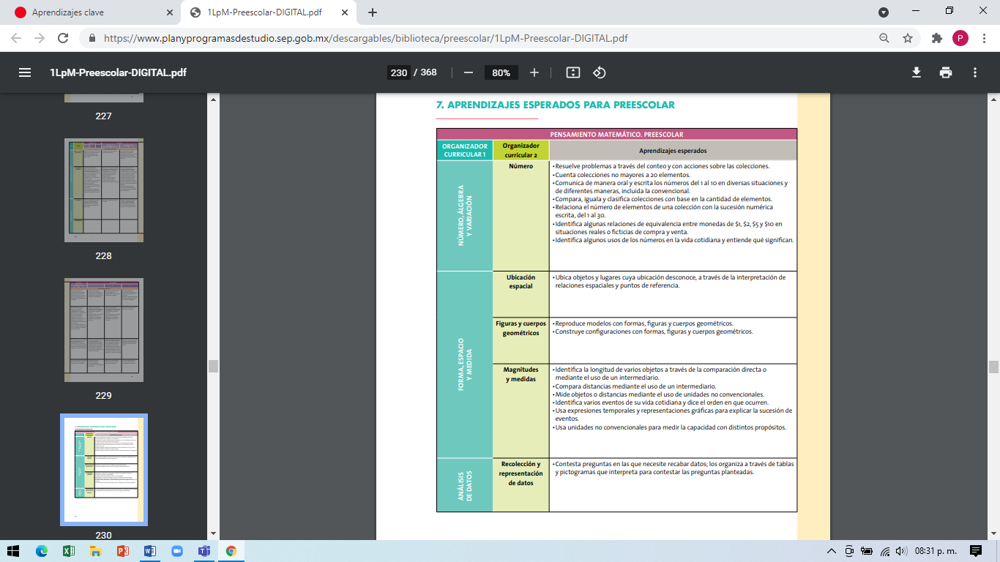 Aprendizajes clave
1LpM-Preescolar-DIGITAL.pdf
https://www.planyprogramasdestudio.sep.gob.mx/descargables/biblioteca/preescolar/1LpM-Preescolar-DIGITAL.pdf
P
1LpM-Preescolar-DIGITAL.pdf
230 / 368
80%
227
228
229
230
7. APRENDIZAJES ESPERADOS PARA PREESCOLAR
PENSAMIENTO MATEMÁTICO. PREESCOLAR
ORGANIZADOR
CURRICULAR 1
Organizador
curricular 2
Aprendizajes esperados
NÚMERO, ÁLGEBRA
Y VARIACIÓN
Número
• Resuelve problemas a través del conteo y con acciones sobre las colecciones.
• Cuenta colecciones no mayores a 20 elementos.
• Comunica de manera oral y escrita los números del 1 al 10 en diversas situaciones y
de diferentes maneras, incluida la convencional.
• Compara, iguala y clasifica colecciones con base en la cantidad de elementos.
• Relaciona el número de elementos de una colección con la sucesión numérica
escrita, del 1 al 30.
• Identifica algunas relaciones de equivalencia entre monedas de $1, $2, $5 y $10 en
situaciones reales o ficticias de compra y venta.
• Identifica algunos usos de los números en la vida cotidiana y entiende qué significan.
FORMA, ESPACIO
Y MEDIDA
Ubicación
espacial
• Ubica objetos y lugares cuya ubicación desconoce, a través de la interpretación de
relaciones espaciales y puntos de referencia.
Figuras y cuerpos
geométricos
• Reproduce modelos con formas, figuras y cuerpos geométricos.
• Construye configuraciones con formas, figuras y cuerpos geométricos.
Magnitudes
y medidas
• Identifica la longitud de varios objetos a través de la comparación directa o
mediante el uso de un intermediario.
• Compara distancias mediante el uso de un intermediario.
• Mide objetos o distancias mediante el uso de unidades no convencionales.
• Identifica varios eventos de su vida cotidiana y dice el orden en que ocurren.
• Usa expresiones temporales y representaciones gráficas para explicar la sucesión de
eventos.
• Usa unidades no convencionales para medir la capacidad con distintos propósitos.
ANÁLISIS
DE DATOS
Recolección y
representación
de datos
• Contesta preguntas en las que necesite recabar datos; los organiza a través de tablas
y pictogramas que interpreta para contestar las preguntas planteadas.
08:31 p. m.